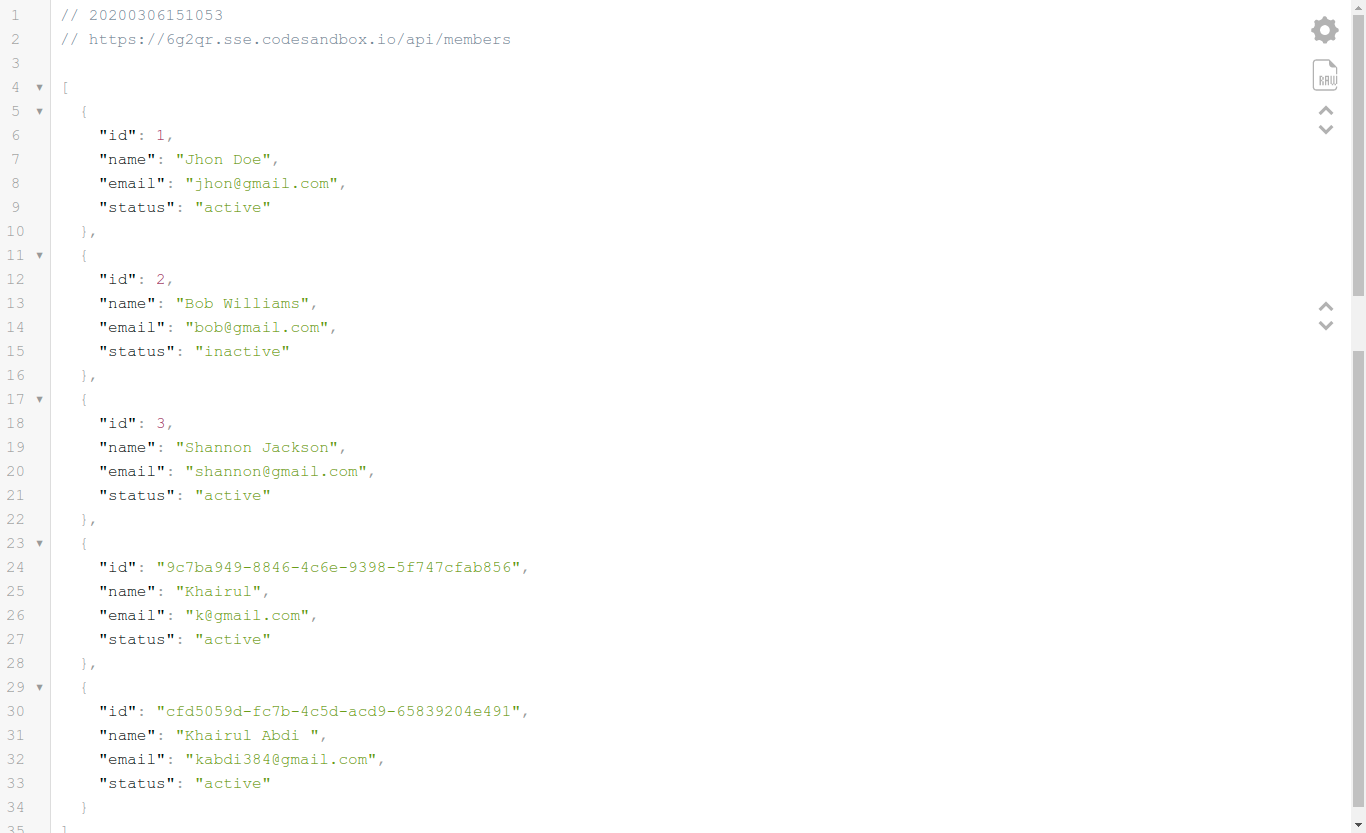 1 // 20200306151053
2 // https://6g2qr.sse.codesandbox.io/api/members
3
4 [
5 {
6 "id": 1,
7 "name": "Jhon Doe",
8 "email": "jhon@gmail.com",
9 "status": "active"
10 },
11 {
12 "id": 2,
13 "name": "Bob Williams",
14 "email": "bob@gmail.com",
15 "status": "inactive"
16 },
17 {
18 "id": 3,
19 "name": "Shannon Jackson",
20 "email": "shannon@gmail.com",
21 "status": "active"
22 },
23 {
24 "id": "9c7ba949-8846-4c6e-9398-5f747cfab856",
25 "name": "Khairul",
26 "email": "k@gmail.com",
27 "status": "active"
28 },
29 {
30 "id": "cfd5059d-fc7b-4c5d-acd9-65839204e491",
31 "name": "Khairul Abdi ",
32 "email": "kabdi384@gmail.com",
33 "status": "active"
34 }
35 ]
RAW